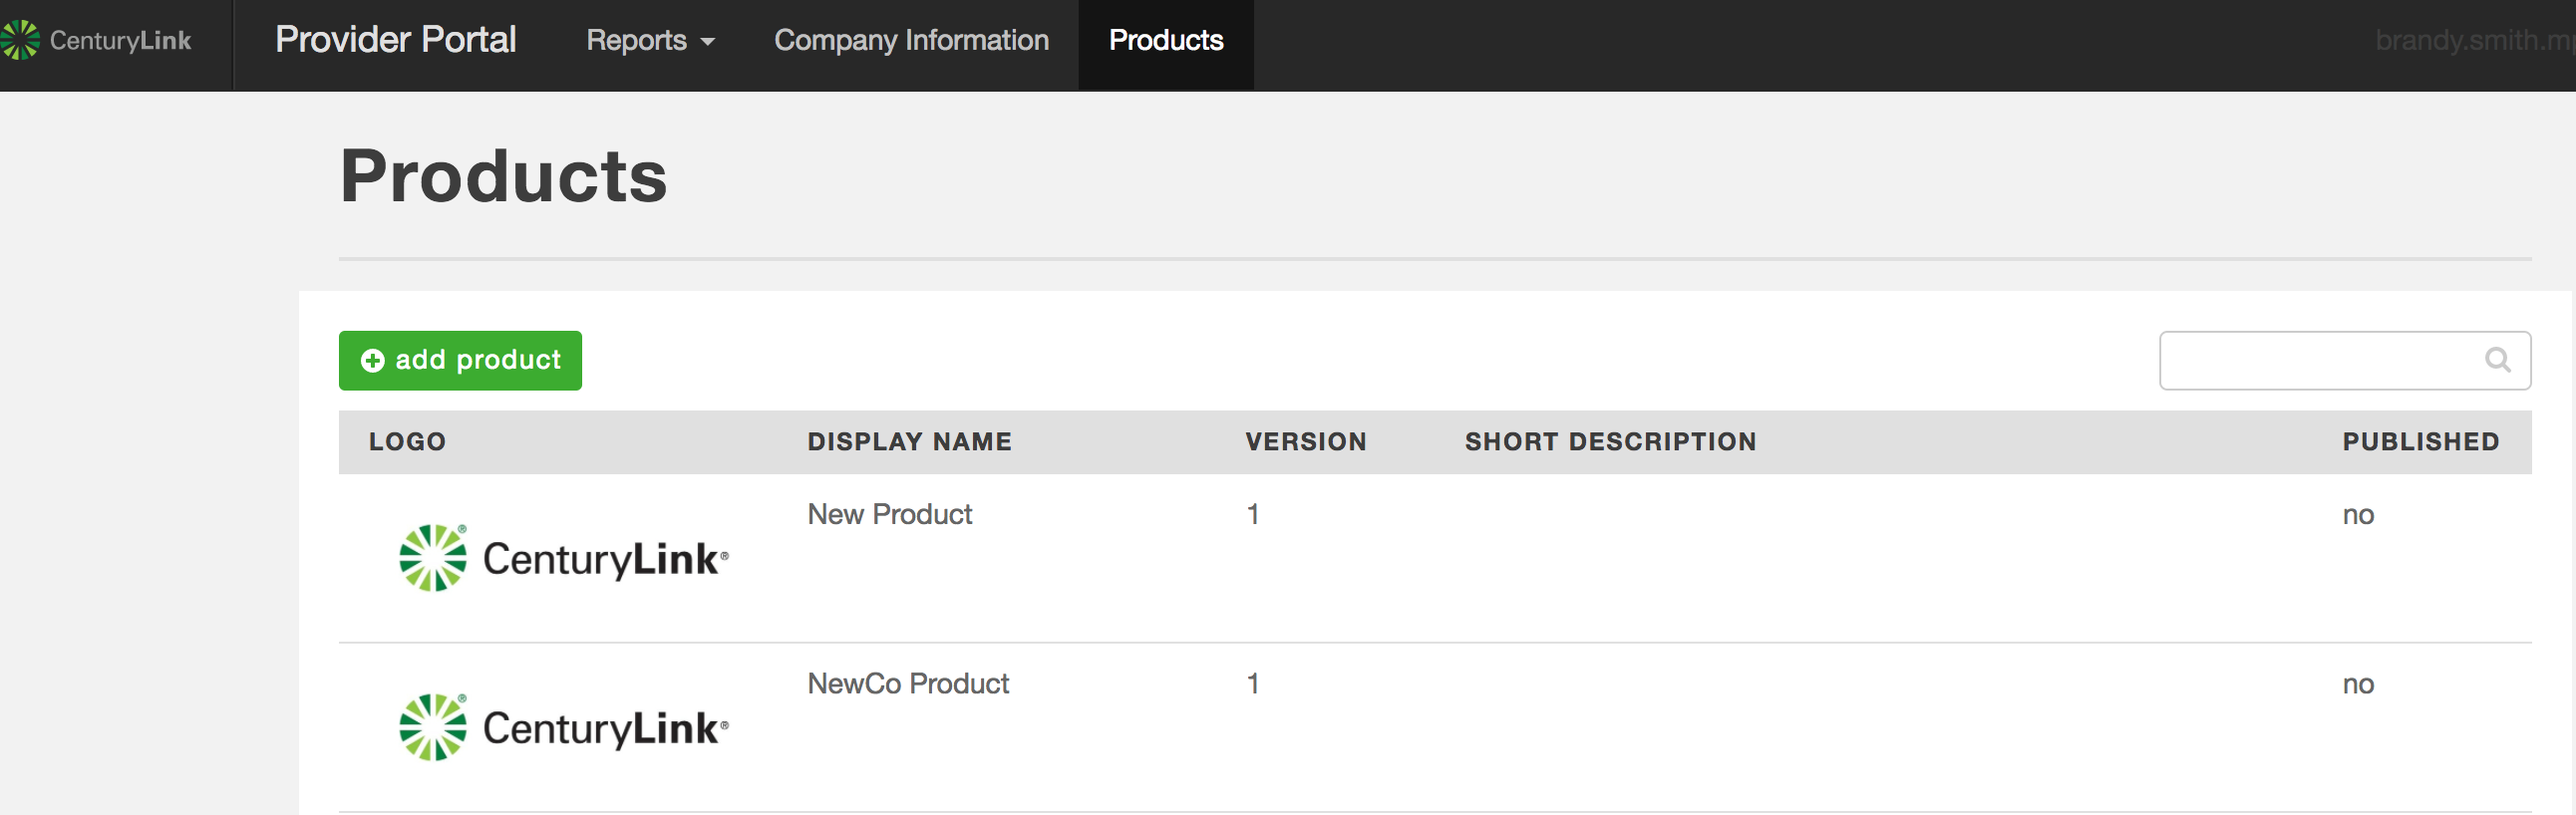 CenturyLink Provider Portal Reports Company Information Products brandy.smith.mp
Products
add product
LOGO DISPLAY NAME VERSION SHORT DESCRIPTION PUBLISHED
New Product 1 no
CenturyLink®
NewCo Product 1 no
CenturyLink®